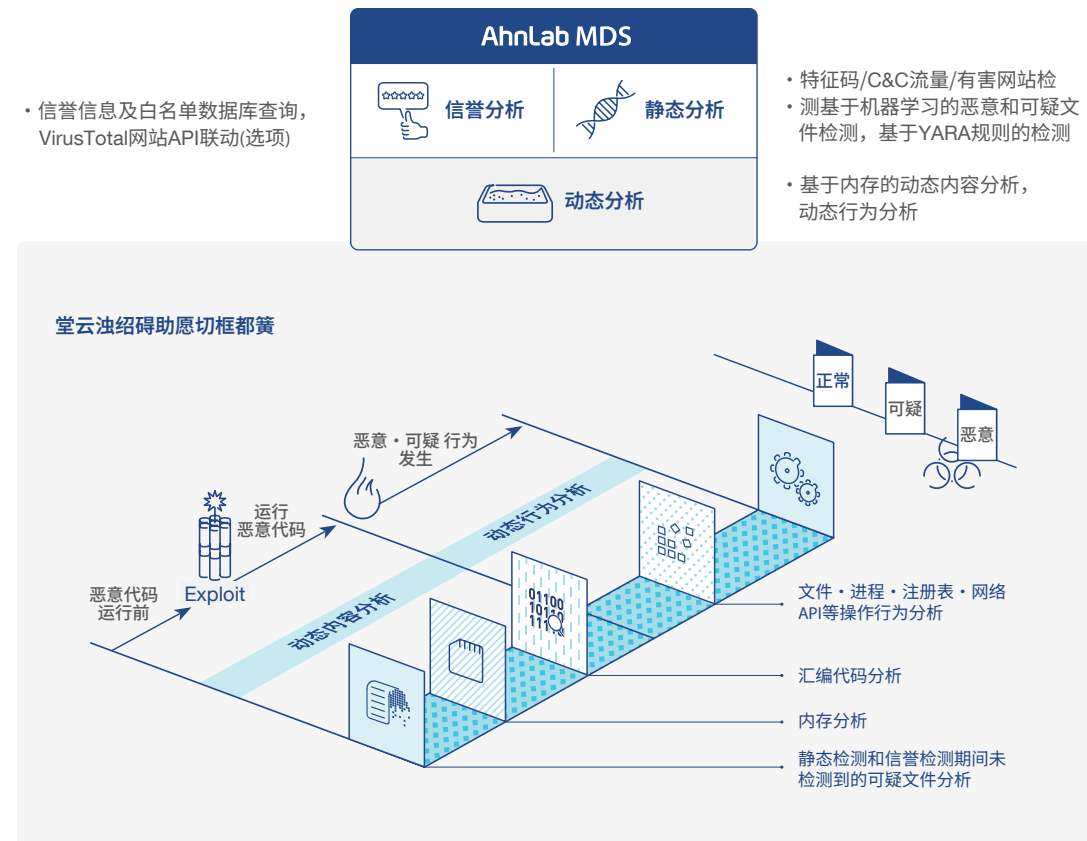 AhnLab MDS
・信誉信息及白名单数据库查询，
VirusTotal网站API联动(选项)
信誉分析
静态分析
动态分析
・特征码/C&C流量/有害网站检
・测基于机器学习的恶意和可疑文
件检测，基于YARA规则的检测
・基于内存的动态内容分析，
动态行为分析
堂云浊绍碍助愿切框都簧
正常
可疑
恶意
恶意・可疑 行为
发生
运行
恶意代码
Exploit
恶意代码
运行前
动态行为分析
动态内容分析
01100
10110
111
文件・进程・注册表・网络
API等操作行为分析
汇编代码分析
内存分析
静态检测和信誉检测期间未
检测到的可疑文件分析